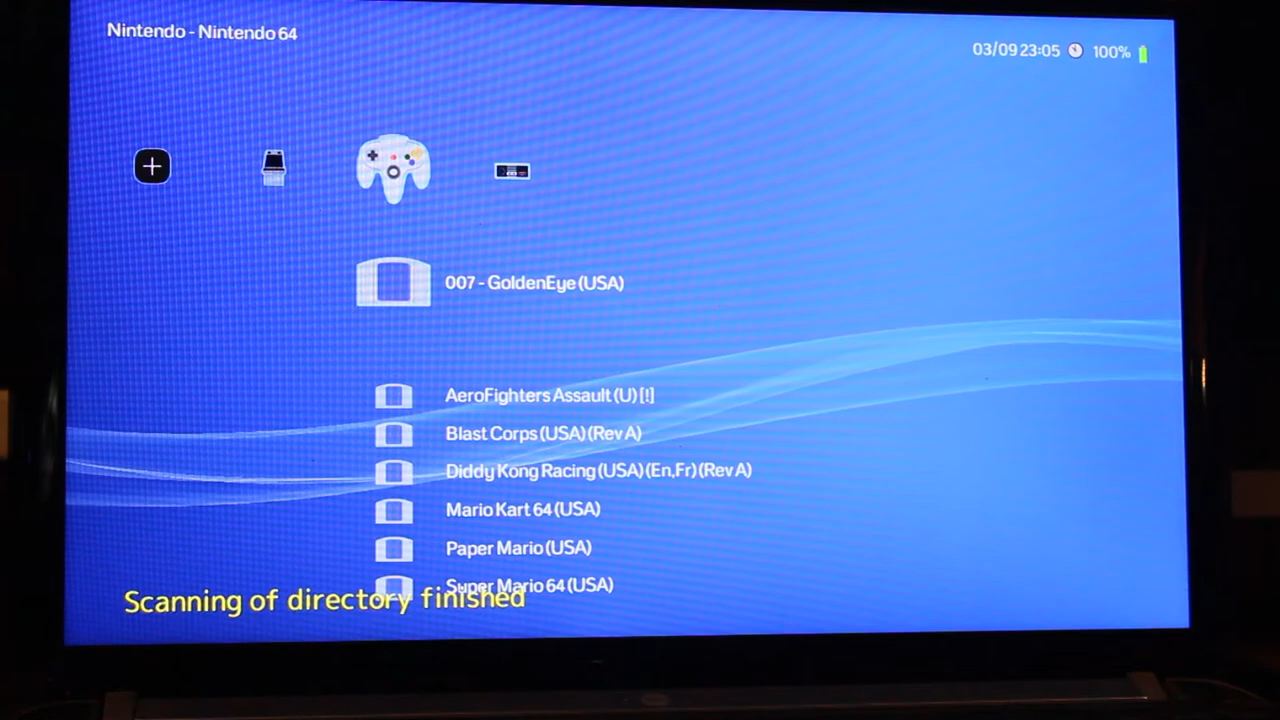 Nintendo - Nintendo 64
03/09 23:05 100%
007 - GoldenEye (USA)
AeroFighters Assault (U) [!]
Blast Corps (USA) (Rev A)
Diddy Kong Racing (USA) (En,Fr) (Rev A)
Mario Kart 64 (USA)
Paper Mario (USA)
Super Mario 64 (USA)
Scanning of directory finished